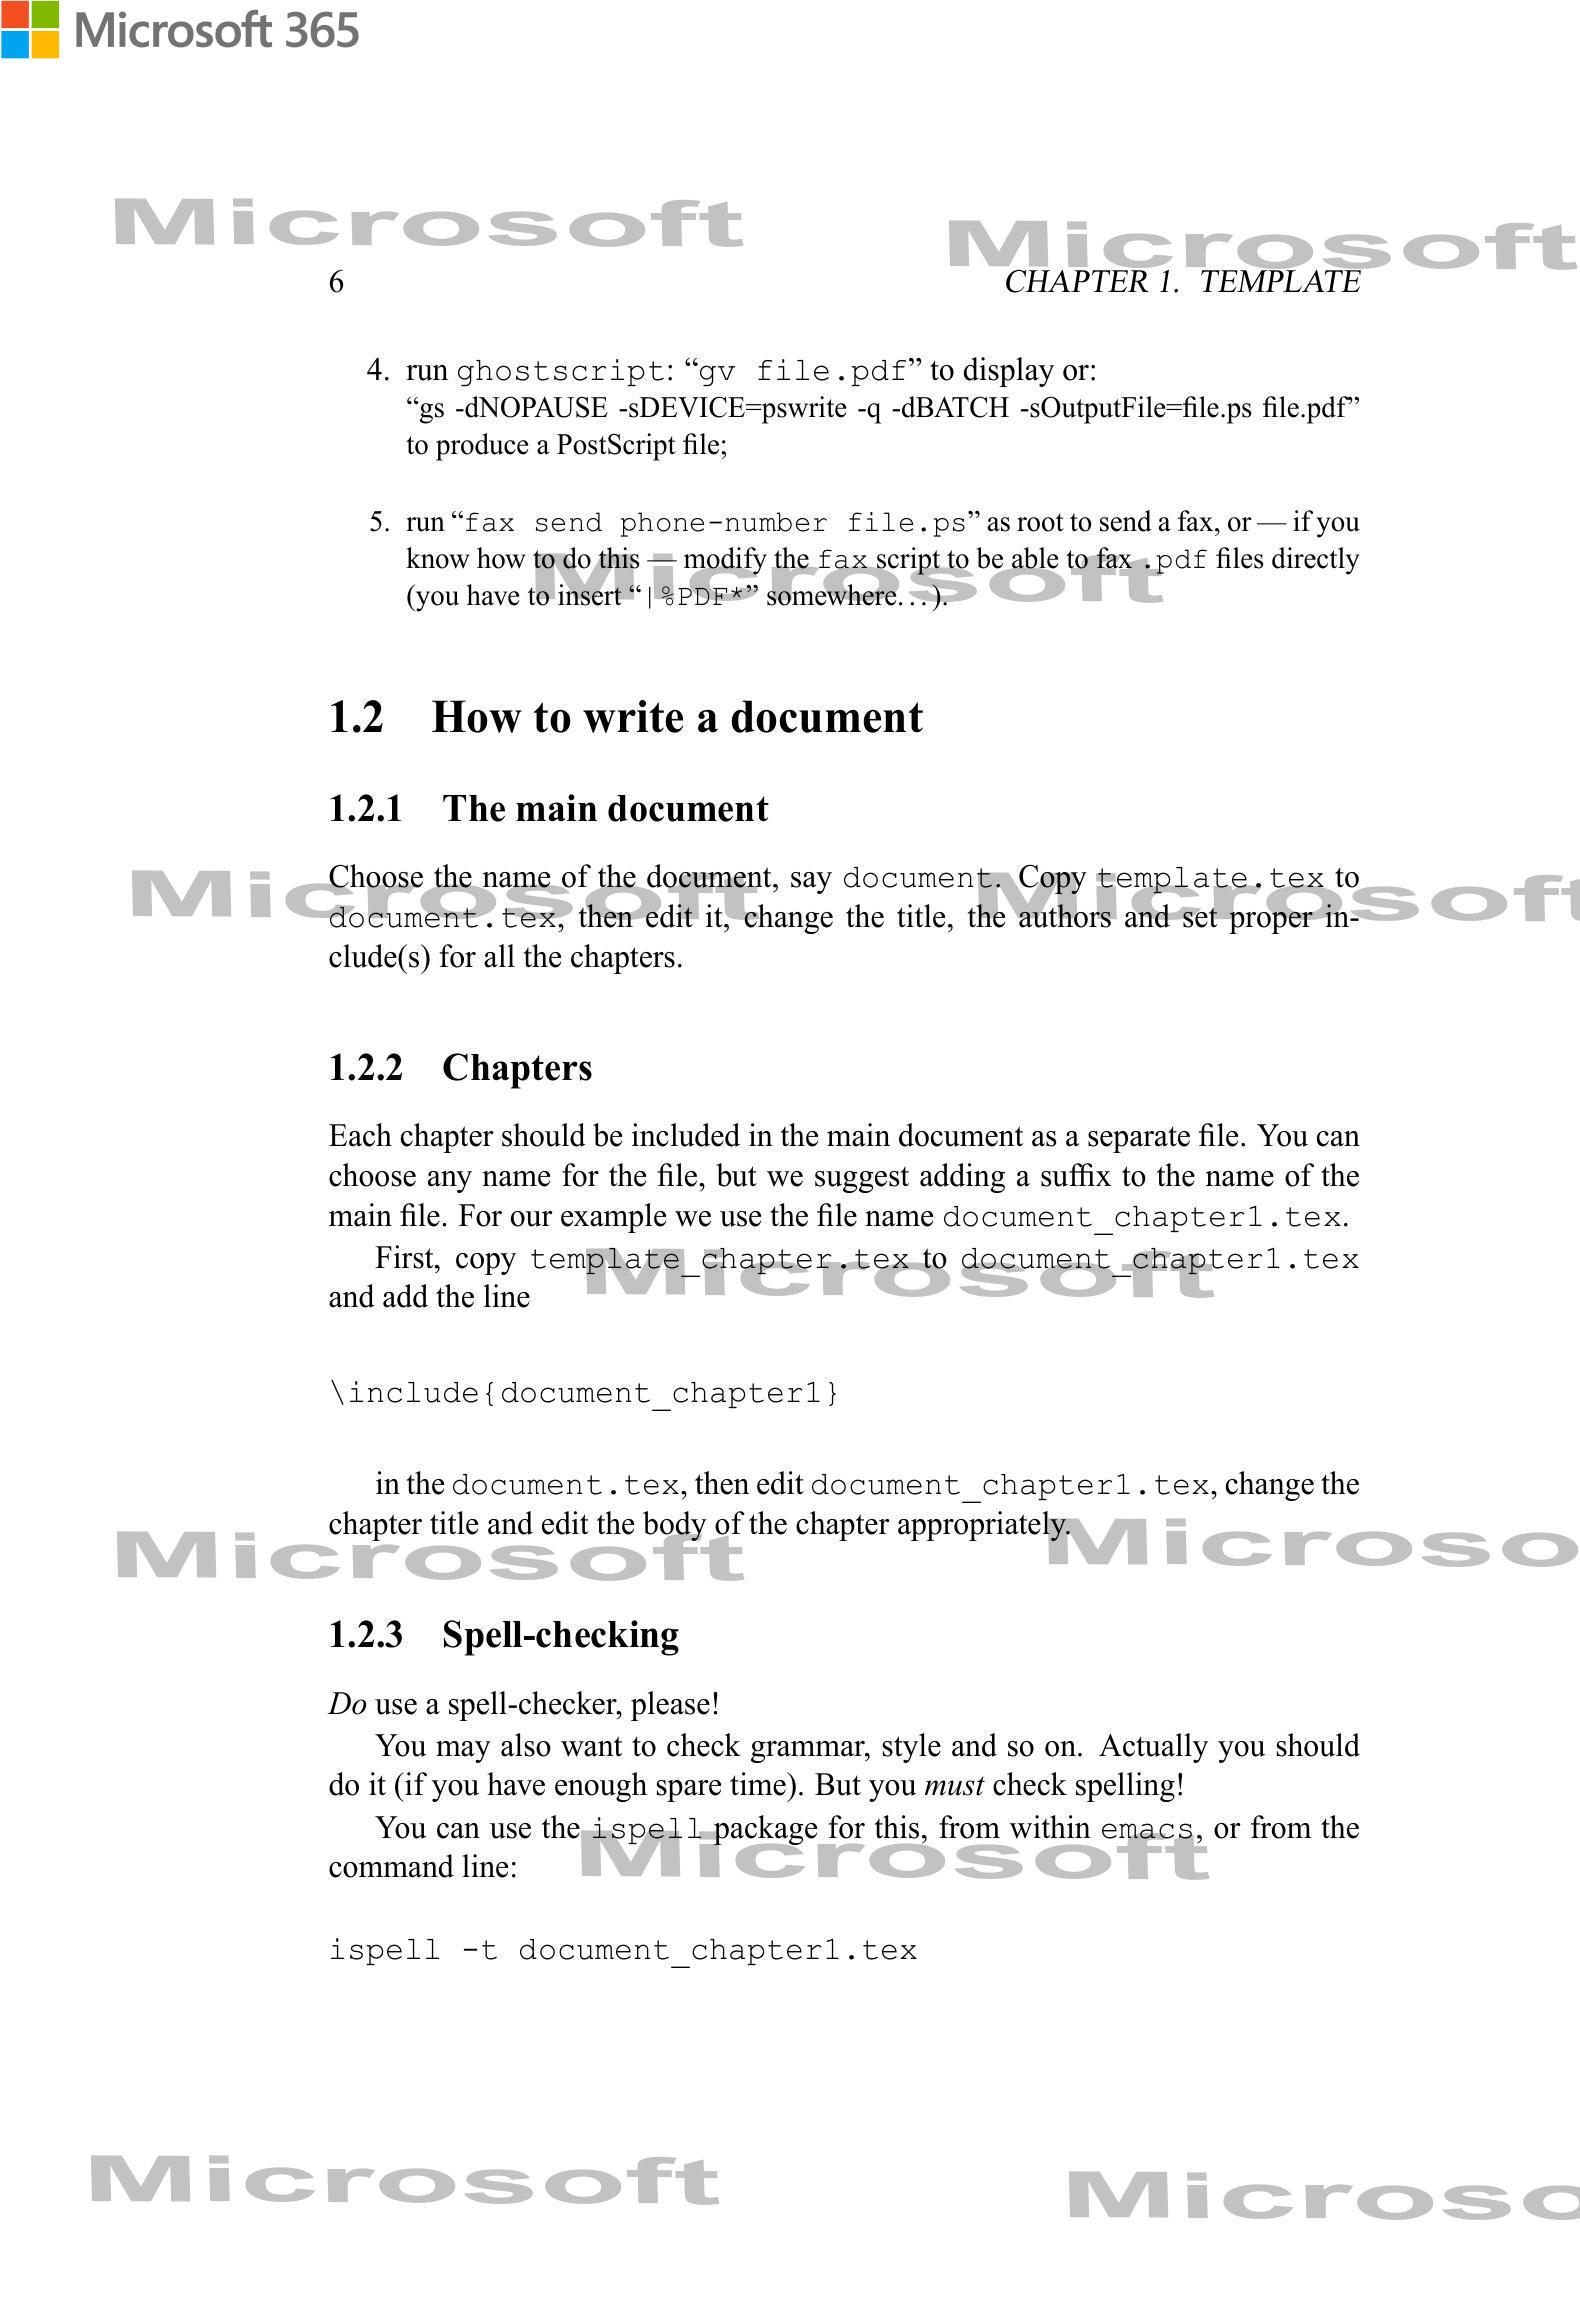 Microsoft 365
Microsoft
Microsoft
6 CHAPTER 1. TEMPLATE
4. run ghostscript: “gv file.pdf” to display or:
“gs -dNOPAUSE -sDEVICE=pswrite -q -dBATCH -sOutputFile=file.ps file.pdf”
to produce a PostScript file;
5. run “fax send phone-number file.ps” as root to send a fax, or — if you
know how to do this — modify the fax script to be able to fax .pdf files directly
(you have to insert “|%PDF*” somewhere...).
Microsoft
1.2 How to write a document
1.2.1 The main document
Choose the name of the document, say document. Copy template.tex to
document.tex, then edit it, change the title, the authors and set proper in-
clude(s) for all the chapters.
Microsoft
Microsoft
1.2.2 Chapters
Each chapter should be included in the main document as a separate file. You can
choose any name for the file, but we suggest adding a suffix to the name of the
main file. For our example we use the file name document_chapter1.tex.
First, copy template_chapter.tex to document_chapter1.tex
and add the line
Microsoft
\include{document_chapter1}
in the document.tex, then edit document_chapter1.tex, change the
chapter title and edit the body of the chapter appropriately.
Microsoft
Microso
1.2.3 Spell-checking
Do use a spell-checker, please!
You may also want to check grammar, style and so on. Actually you should
do it (if you have enough spare time). But you must check spelling!
You can use the ispell package for this, from within emacs, or from the
command line:
Microsoft
ispell -t document_chapter1.tex
Microsoft
Microso